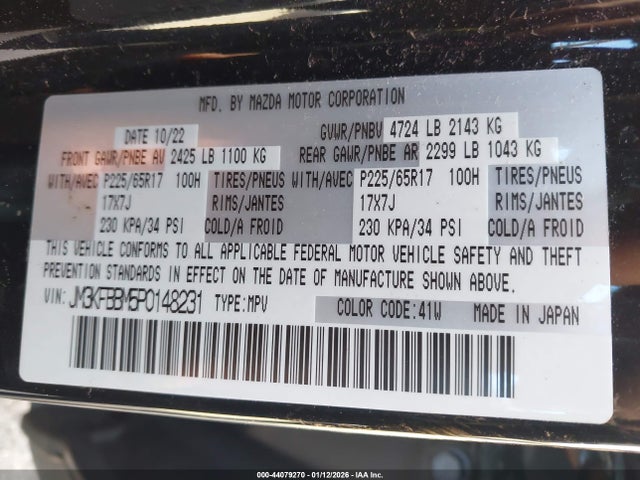 MFD. BY MAZDA MOTOR CORPORATION
DATE 10/22 GVWR/PNBV 4724 LB 2143 KG
FRONT GAWR/PNBE AV 2425 LB 1100 KG REAR GAWR/PNBE AR 2299 LB 1043 KG
WITH/AVEC P225/65R17 100H TIRES/PNEUS WITH/AVEC P225/65R17 100H TIRES/PNEUS
17X7J RIMS/JANTES 17X7J RIMS/JANTES
230 KPA/34 PSI COLD/A FROID 230 KPA/34 PSI COLD/A FROID
THIS VEHICLE CONFORMS TO ALL APPLICABLE FEDERAL MOTOR VEHICLE SAFETY AND THEFT
PREVENTION STANDARDS IN EFFECT ON THE DATE OF MANUFACTURE SHOWN ABOVE.
VIN: JM3KFBBM5P0148231 TYPE:MPV COLOR CODE:41W MADE IN JAPAN
000-44079270 - 01/12/2026 - IAA Inc.